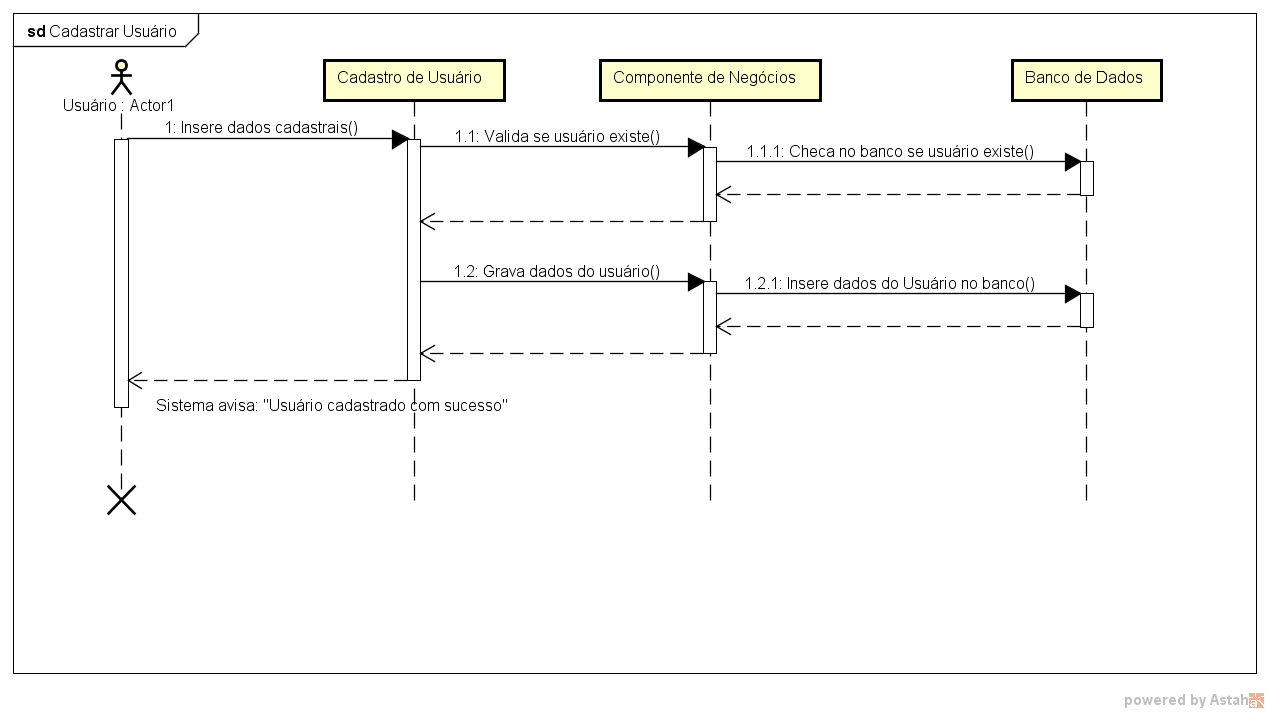 sd Cadastrar Usuário
Usuário : Actor1
Cadastro de Usuário
Componente de Negócios
Banco de Dados
1: Insere dados cadastrais()
1.1: Valida se usuário existe()
1.1.1: Checa no banco se usuário existe()
1.2: Grava dados do usuário()
1.2.1: Insere dados do Usuário no banco()
Sistema avisa: "Usuário cadastrado com sucesso"
powered by Astah